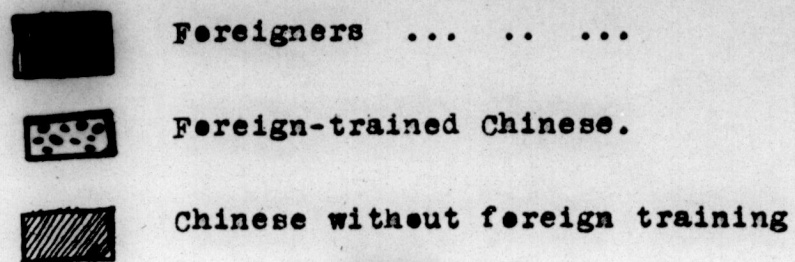 Foreigners ... .. ...
Foreign-trained Chinese.
Chinese without foreign training